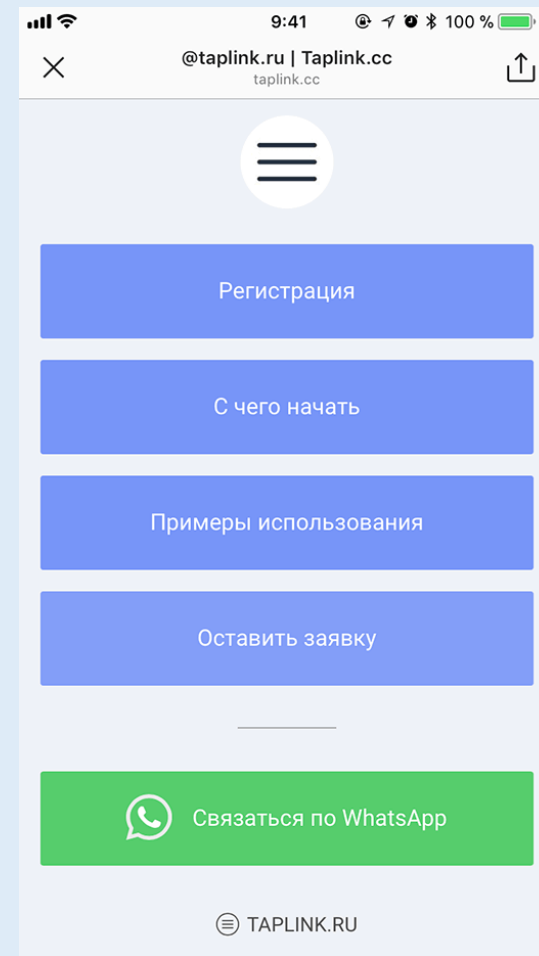 9:41 100 %
@taplink.ru | Taplink.cc
taplink.cc
Регистрация
С чего начать
Примеры использования
Оставить заявку
Связаться по WhatsApp
TAPLINK.RU